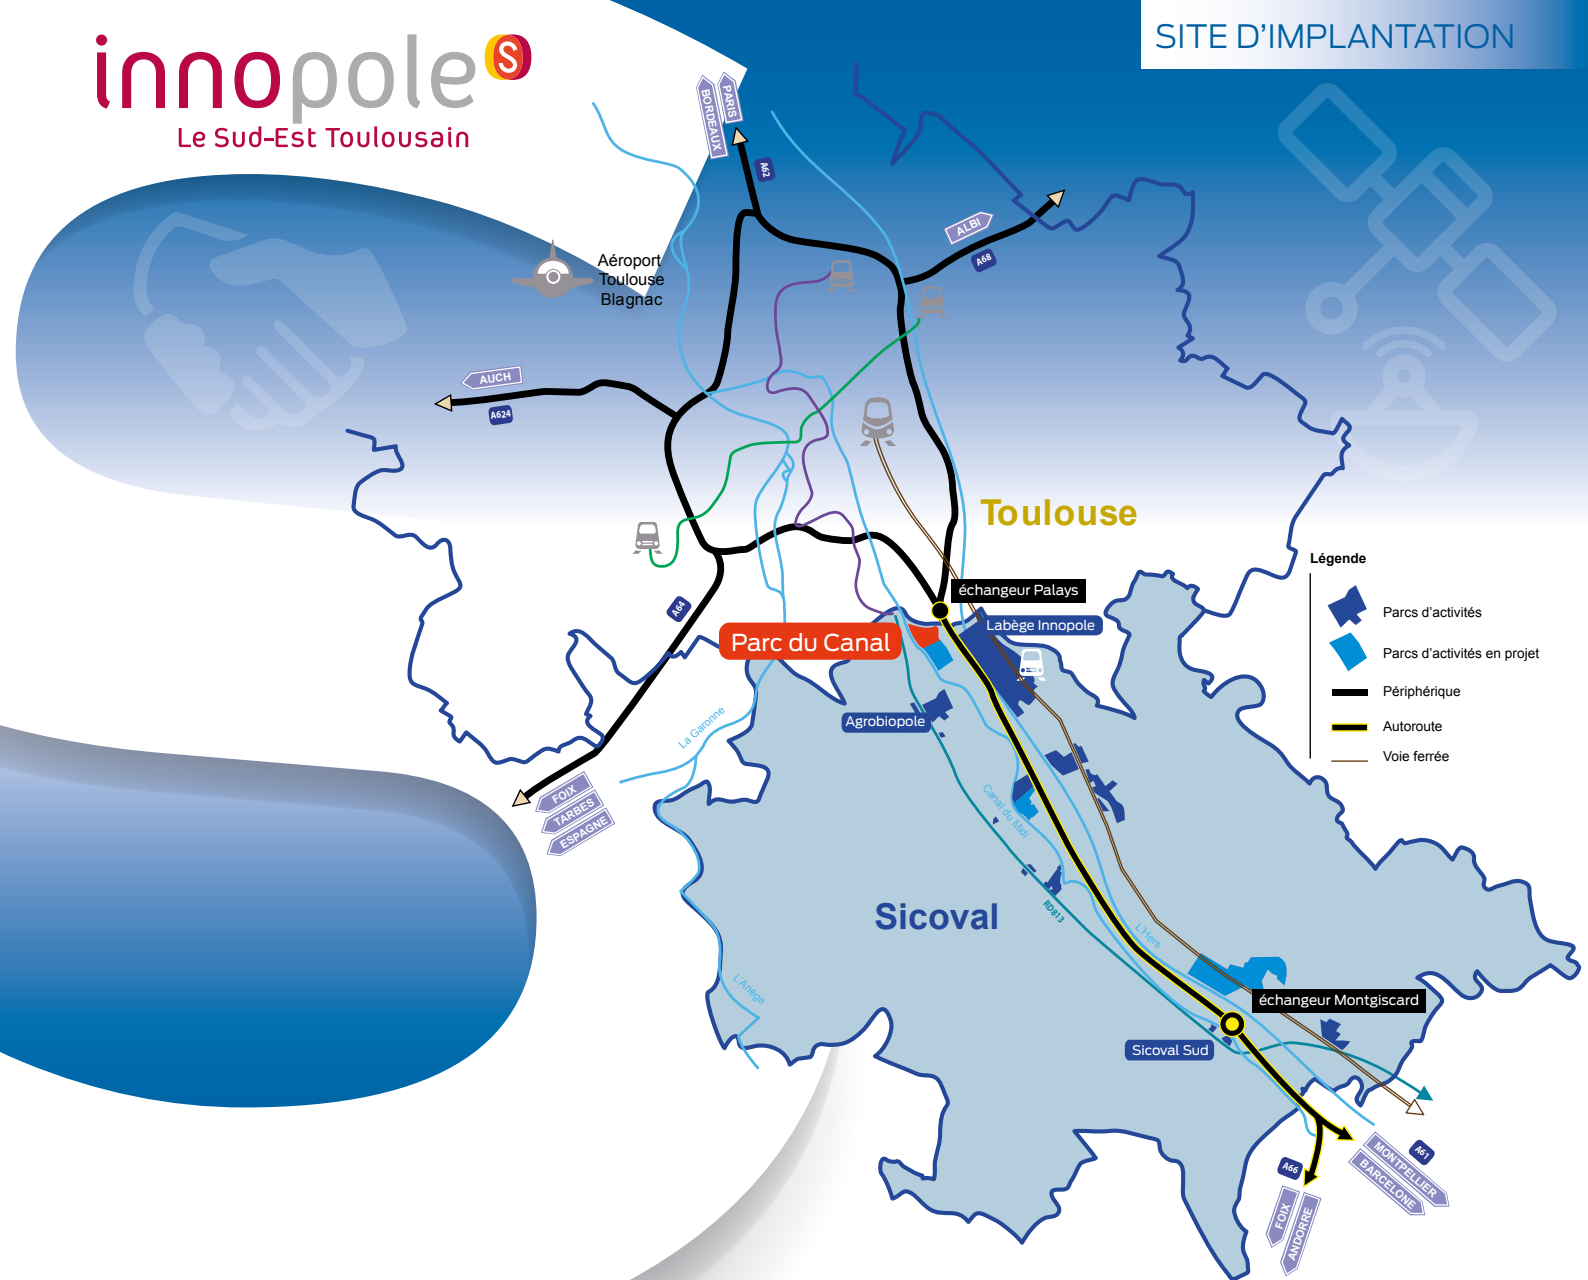 SITE D'IMPLANTATION
innopoleS
Le Sud-Est Toulousain
PARIS
BORDEAUX
A62
ALBI
A68
Aéroport
Toulouse
Blagnac
AUCH
A624
Toulouse
Légende
Parcs d'activités
Parcs d'activités en projet
Périphérique
Autoroute
Voie ferrée
échangeur Palays
A64
Labège Innopole
Parc du Canal
Agrobiopole
La Garonne
FOIX
TARBES
ESPAGNE
Canal du Midi
Sicoval
RD813
L'Hers
L'Ariège
échangeur Montgiscard
Sicoval Sud
A61
MONTPELLIER
BARCELONE
A66
FOIX
ANDORRE